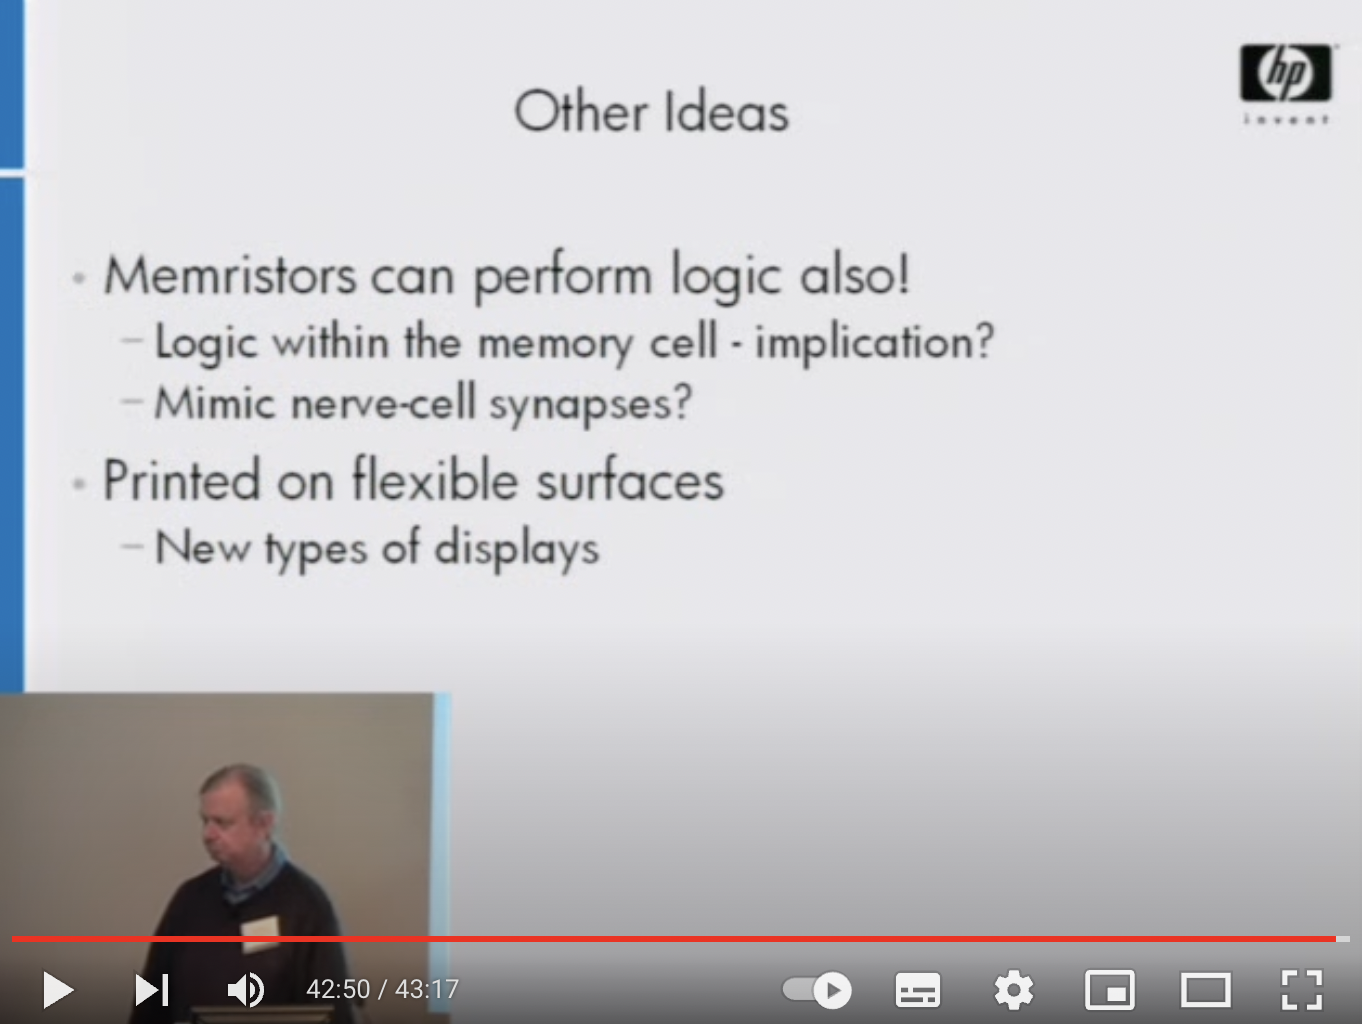 hp
invent
Other Ideas
• Memristors can perform logic also!
– Logic within the memory cell - implication?
– Mimic nerve-cell synapses?
• Printed on flexible surfaces
– New types of displays
42:50 / 43:17